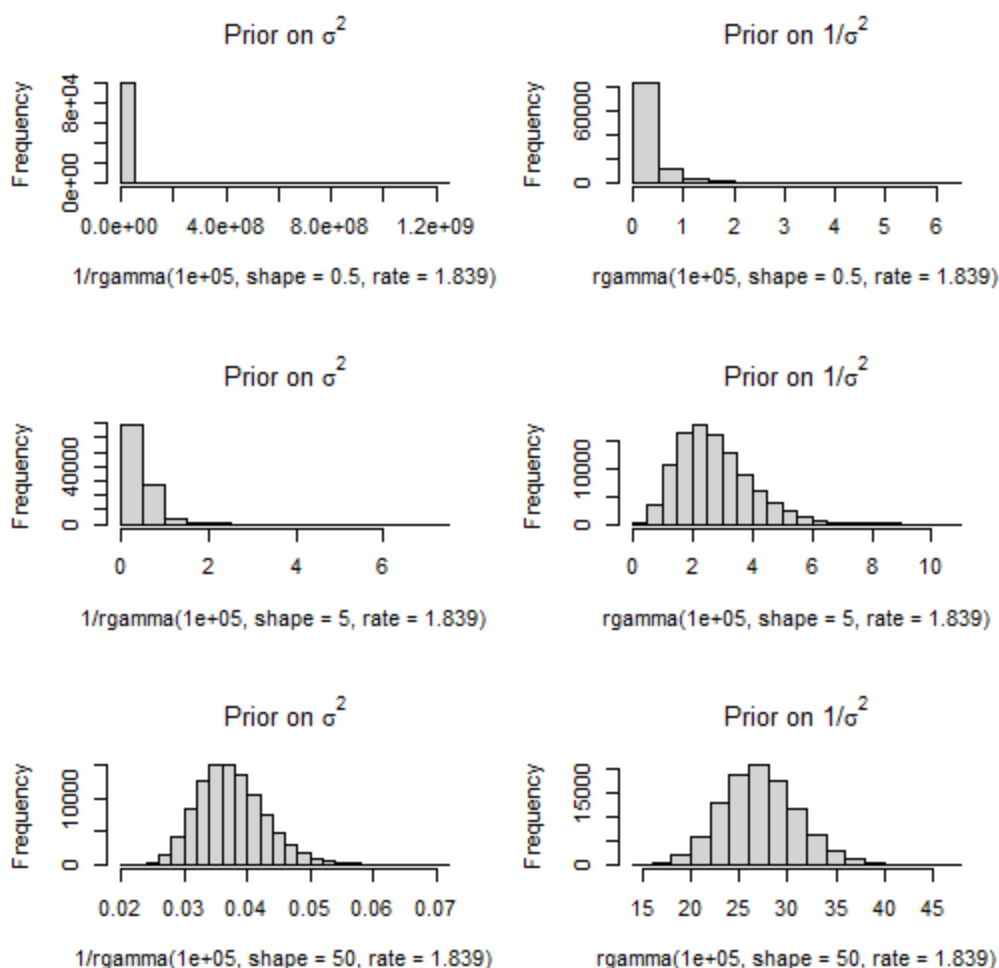 Prior on σ²
Prior on 1/σ²
Frequency
0e+00 8e+04
0.0e+00 4.0e+08 8.0e+08 1.2e+09
1/rgamma(1e+05, shape = 0.5, rate = 1.839)
Frequency
0 60000
0 1 2 3 4 5 6
rgamma(1e+05, shape = 0.5, rate = 1.839)
Prior on σ²
Prior on 1/σ²
Frequency
0 40000
0 2 4 6
1/rgamma(1e+05, shape = 5, rate = 1.839)
Frequency
0 10000
0 2 4 6 8 10
rgamma(1e+05, shape = 5, rate = 1.839)
Prior on σ²
Prior on 1/σ²
Frequency
0 10000
0.02 0.03 0.04 0.05 0.06 0.07
1/rgamma(1e+05, shape = 50, rate = 1.839)
Frequency
0 15000
15 20 25 30 35 40 45
rgamma(1e+05, shape = 50, rate = 1.839)